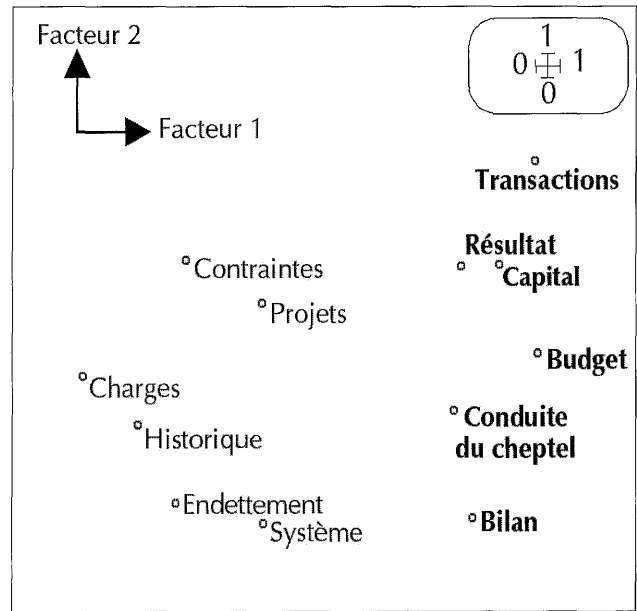 Facteur 2
1
0 1
0
Facteur 1
Transactions
Résultat
Contraintes
Capital
Projets
Budget
Charges
Conduite
du cheptel
Historique
Endettement
Bilan
Système